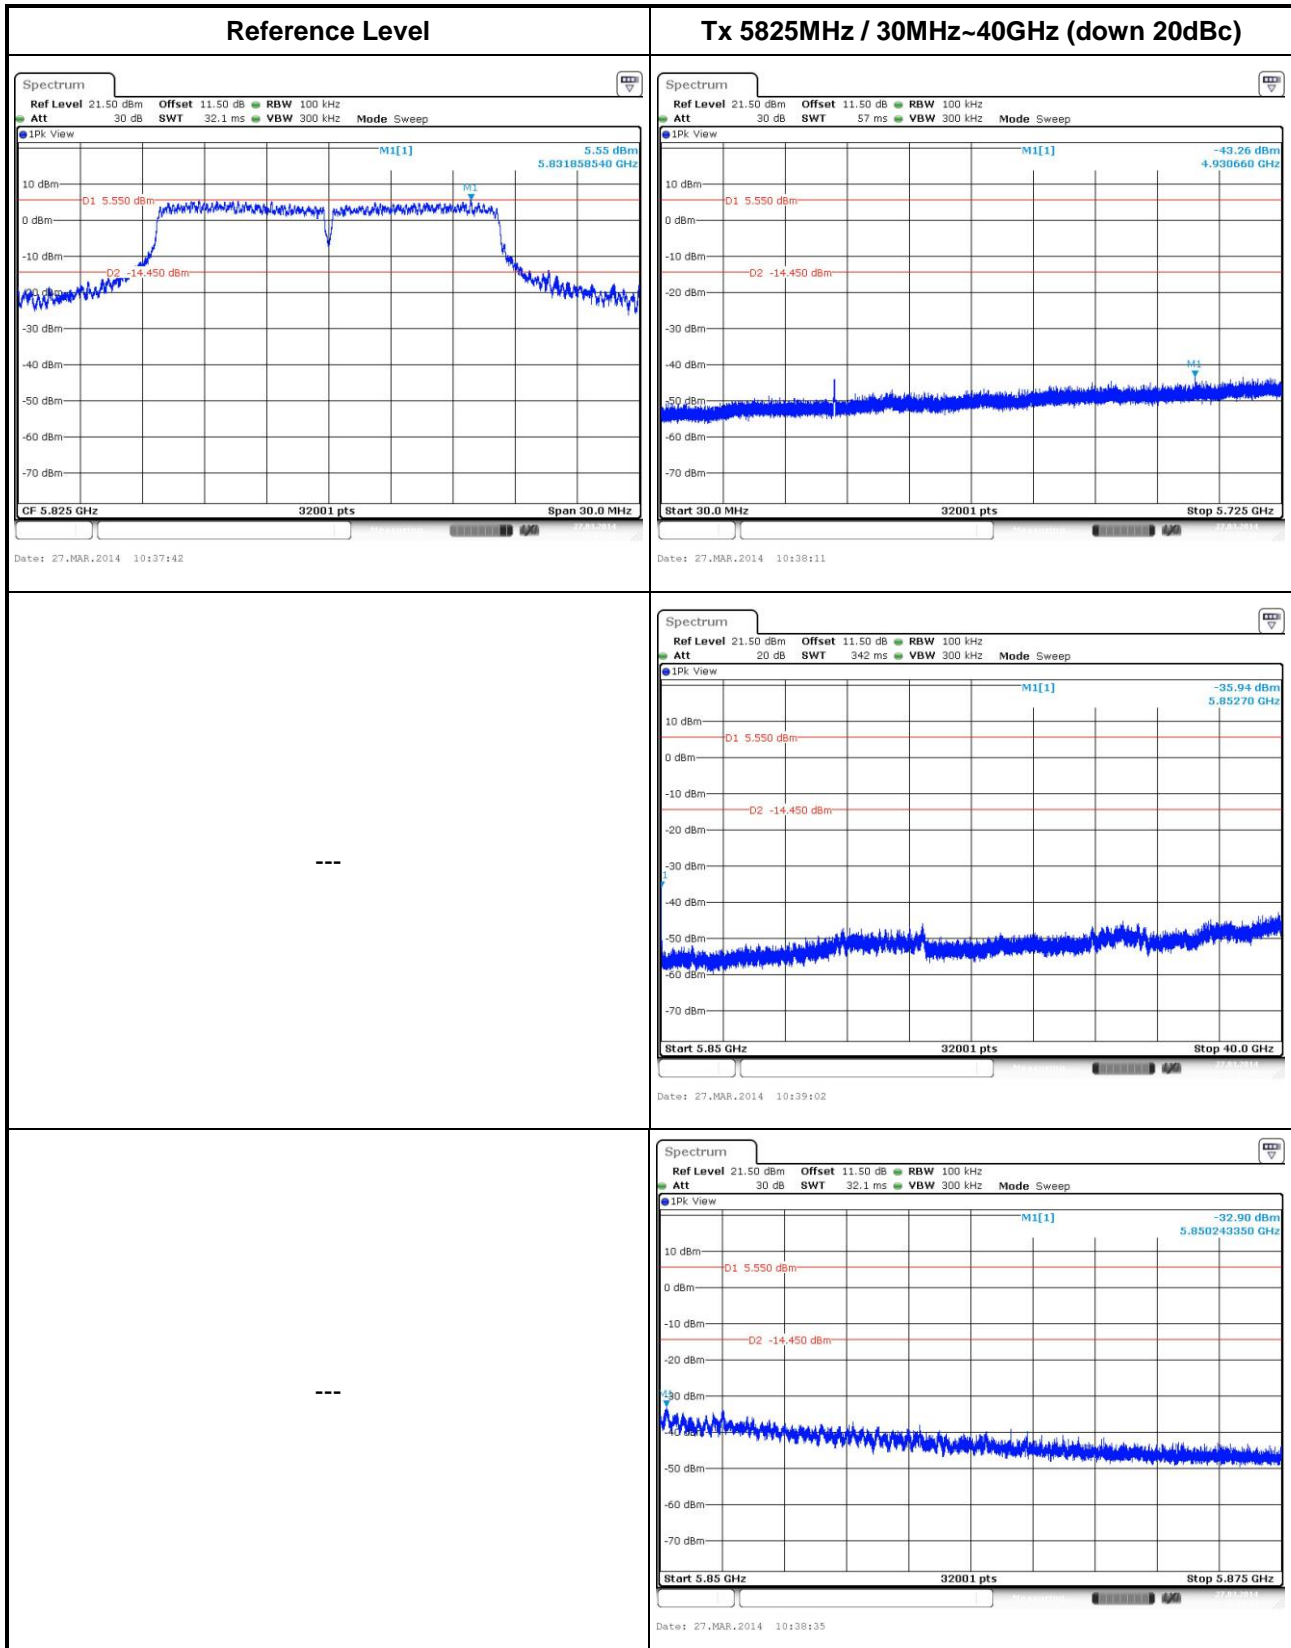 Reference Level
Tx 5825MHz / 30MHz~40GHz (down 20dBc)
Spectrum
Ref Level 21.50 dBm Offset 11.50 dB RBW 100 kHz
Att 30 dB SWT 32.1 ms VBW 300 kHz Mode Sweep
1Pk View
M1[1] 5.55 dBm
5.831858540 GHz
M1
10 dBm
D1 5.550 dBm
0 dBm
-10 dBm
D2 -14.450 dBm
-20 dBm
-30 dBm
-40 dBm
-50 dBm
-60 dBm
-70 dBm
CF 5.825 GHz 32001 pts Span 30.0 MHz
Date: 27.MAR.2014 10:37:42
Spectrum
Ref Level 21.50 dBm Offset 11.50 dB RBW 100 kHz
Att 30 dB SWT 57 ms VBW 300 kHz Mode Sweep
1Pk View
M1[1] -43.26 dBm
4.930660 GHz
10 dBm
D1 5.550 dBm
0 dBm
-10 dBm
D2 -14.450 dBm
-20 dBm
-30 dBm
-40 dBm
M1
-50 dBm
-60 dBm
-70 dBm
Start 30.0 MHz 32001 pts Stop 5.725 GHz
Date: 27.MAR.2014 10:38:11
---
Spectrum
Ref Level 21.50 dBm Offset 11.50 dB RBW 100 kHz
Att 20 dB SWT 342 ms VBW 300 kHz Mode Sweep
1Pk View
M1[1] -35.94 dBm
5.85270 GHz
10 dBm
D1 5.550 dBm
0 dBm
-10 dBm
D2 -14.450 dBm
-20 dBm
-30 dBm
1
-40 dBm
-50 dBm
-60 dBm
-70 dBm
Start 5.85 GHz 32001 pts Stop 40.0 GHz
Date: 27.MAR.2014 10:39:02
---
Spectrum
Ref Level 21.50 dBm Offset 11.50 dB RBW 100 kHz
Att 30 dB SWT 32.1 ms VBW 300 kHz Mode Sweep
1Pk View
M1[1] -32.90 dBm
5.850243350 GHz
10 dBm
D1 5.550 dBm
0 dBm
-10 dBm
D2 -14.450 dBm
-20 dBm
M1
-30 dBm
-40 dBm
-50 dBm
-60 dBm
-70 dBm
Start 5.85 GHz 32001 pts Stop 5.875 GHz
Date: 27.MAR.2014 10:38:35